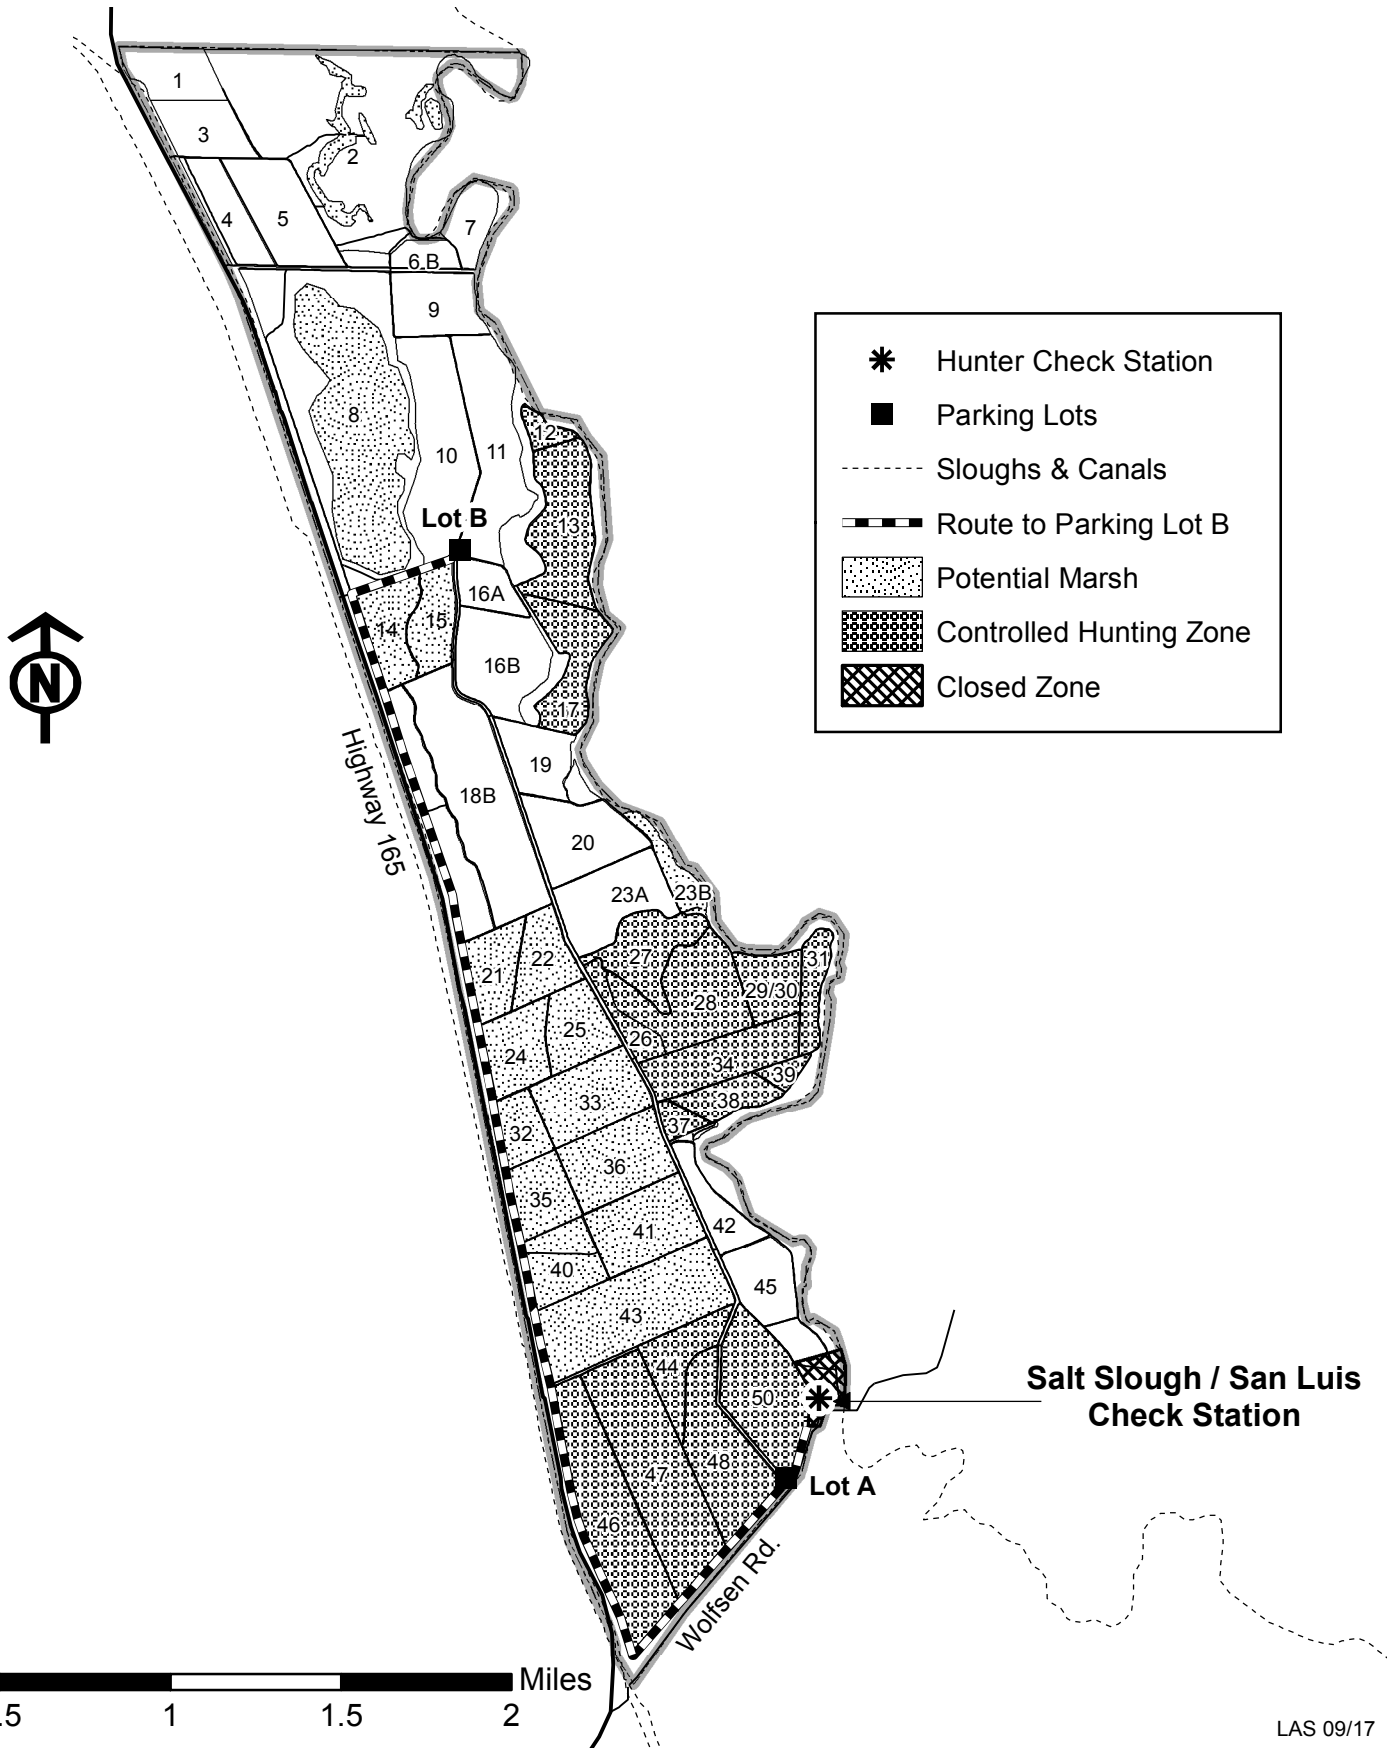 1
3
2
4
5
7
6 B
9
8
12
10
11
Lot B
13
16A
14
15
16B
17
19
Highway 165
18B
20
23A
23B
27
22
21
31
29/30
28
25
26
24
34
39
33
38
37
32
36
35
42
41
40
45
43
44
50
48
47
46
Lot A
Wolfsen Rd.
N
Hunter Check Station
Parking Lots
Sloughs & Canals
Route to Parking Lot B
Potential Marsh
Controlled Hunting Zone
Closed Zone
Salt Slough / San Luis
Check Station
Miles
.5 1 1.5 2
LAS 09/17